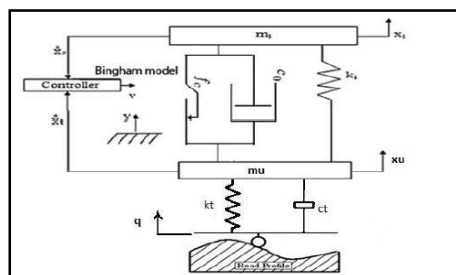 mₛ
xₛ
Bingham model
f꜀
c₀
kₛ
Controller
v
y
mu
xu
kt
ct
q
Road Profile